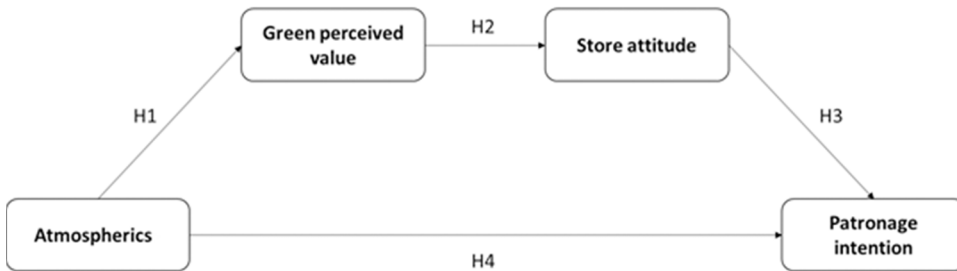 Green perceived
value
H2
Store attitude
H1
H3
Atmospherics
H4
Patronage
intention